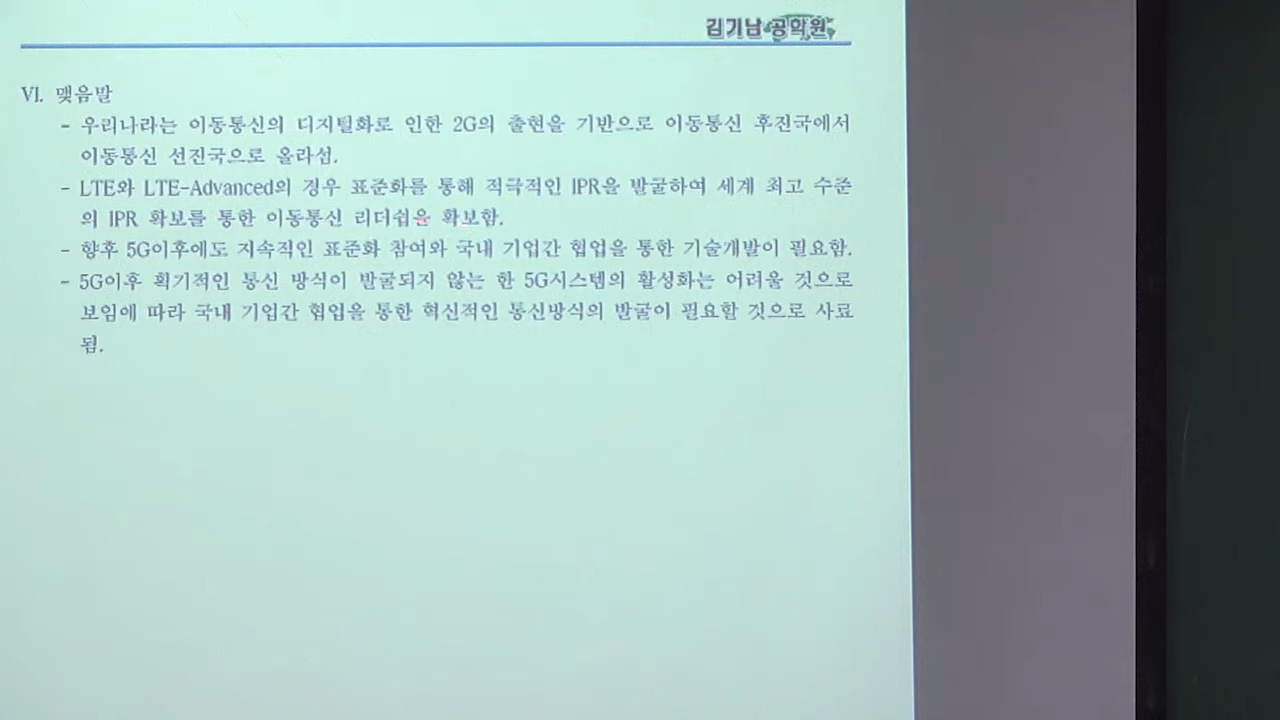 김기남 공학원
Ⅵ. 맺음말
- 우리나라는 이동통신의 디지털화로 인한 2G의 출현을 기반으로 이동통신 후진국에서
이동통신 선진국으로 올라섬.
- LTE와 LTE-Advanced의 경우 표준화를 통해 적극적인 IPR을 발굴하여 세계 최고 수준
의 IPR 확보를 통한 이동통신 리더쉽을 확보함.
- 향후 5G이후에도 지속적인 표준화 참여와 국내 기업간 협업을 통한 기술개발이 필요함.
- 5G이후 획기적인 통신 방식이 발굴되지 않는 한 5G시스템의 활성화는 어려울 것으로
보임에 따라 국내 기업간 협업을 통한 혁신적인 통신방식의 발굴이 필요할 것으로 사료
됨.